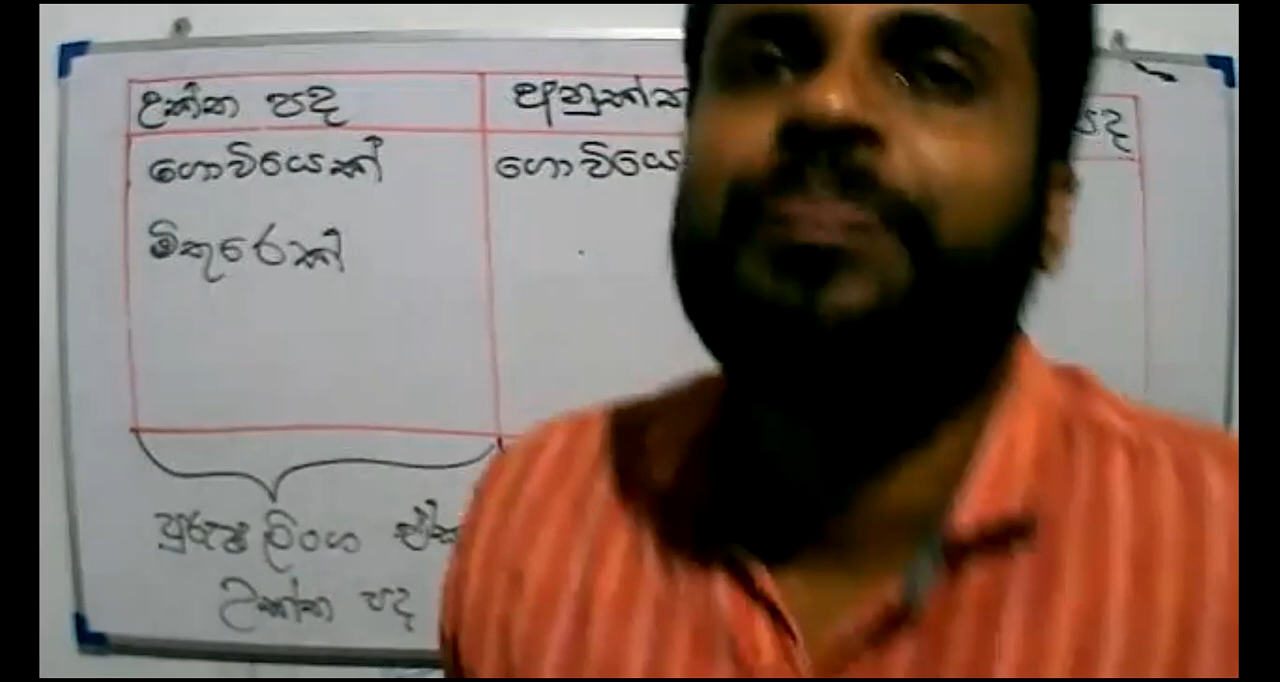 උක්ත පද
අනුක්ත
පද
ගොවියෙක්
ගොවියෙ
මිතුරෙක්
පුරුෂ ලිංග ඒක
උක්ත පද